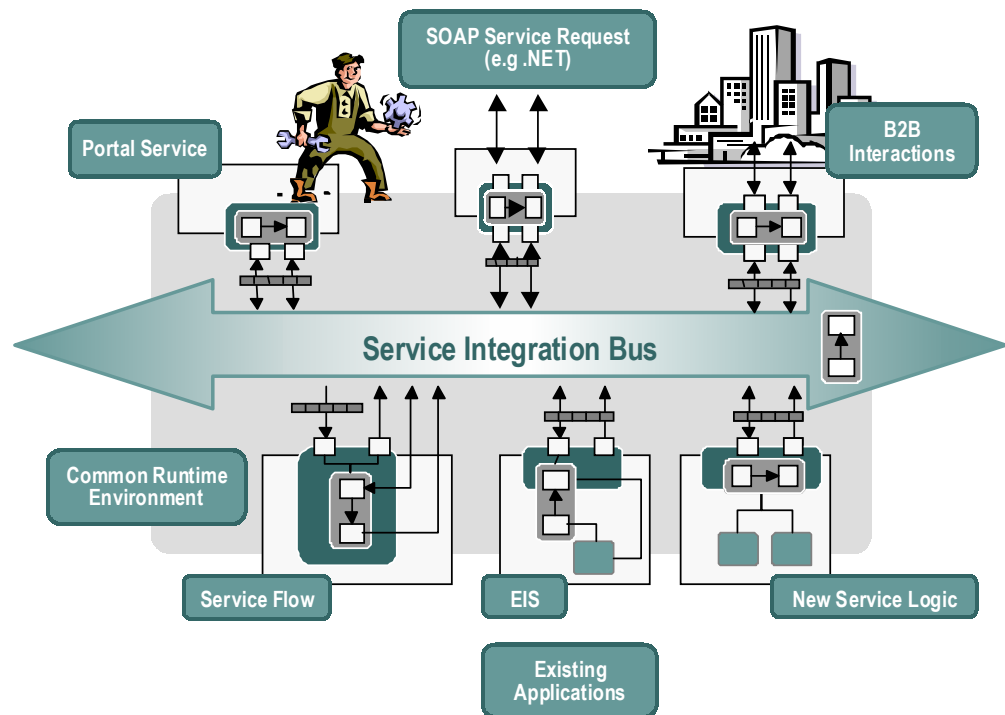 SOAP Service Request
(e.g .NET)
Portal Service
B2B
Interactions
Service Integration Bus
Common Runtime
Environment
Service Flow
EIS
New Service Logic
Existing
Applications